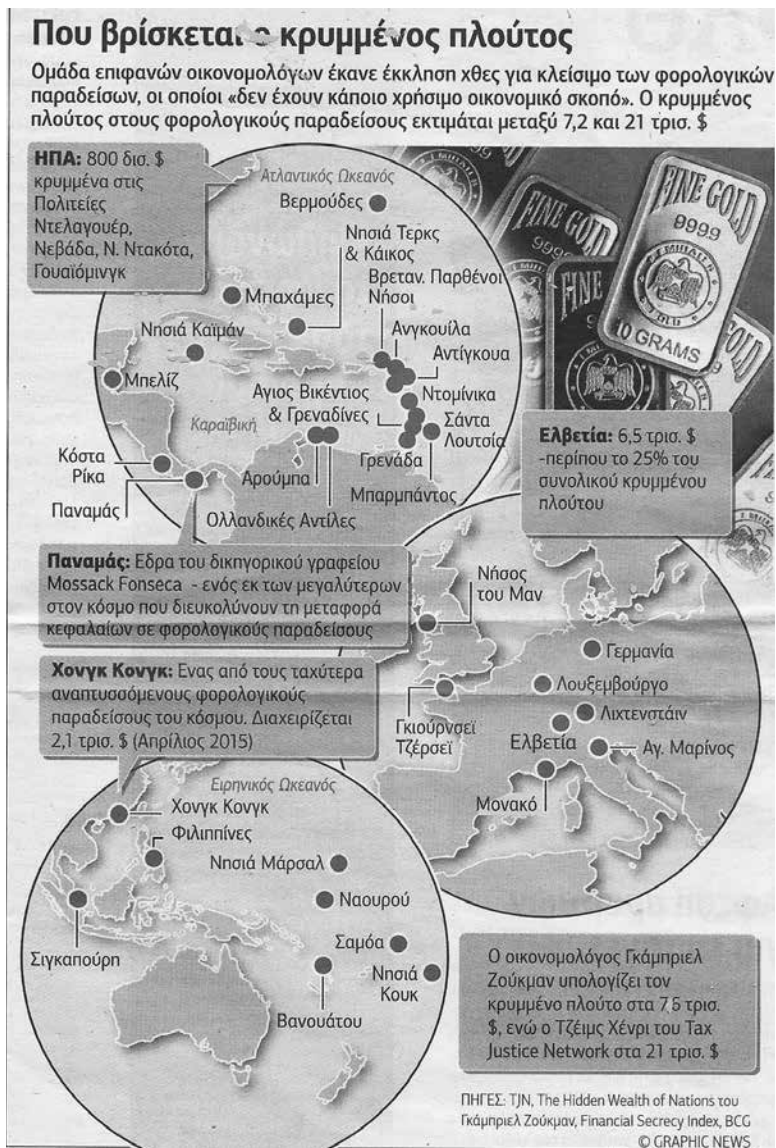 Που βρίσκεται ο κρυμμένος πλούτος
Ομάδα επιφανών οικονομολόγων έκανε έκκληση χθες για κλείσιμο των φορολογικών
παραδείσων, οι οποίοι «δεν έχουν κάποιο χρήσιμο οικονομικό σκοπό». Ο κρυμμένος
πλούτος στους φορολογικούς παραδείσους εκτιμάται μεταξύ 7,2 και 21 τρισ. $
ΗΠΑ: 800 δισ. $
κρυμμένα στις
Πολιτείες
Ντελαγουέρ,
Νεβάδα, Ν. Ντακότα,
Γουαϊόμινγκ
Ατλαντικός Ωκεανός
Βερμούδες
Νησιά Τερκς
& Κάικος
Βρεταν. Παρθένοι
Νήσοι
Μπαχάμες
Ανγκουίλα
Νησιά Καϊμάν
Αντίγκουα
Μπελίζ
Ντομίνικα
Αγιος Βικέντιος
& Γρεναδίνες
Καραϊβική
Σάντα
Λουτσία
Κόστα
Ρίκα
Γρενάδα
Αρούμπα
Μπαρμπάντος
Παναμάς
Ολλανδικές Αντίλες
FINE GOLD
999.9
10 GRAMS
FINE GOLD
FINE
Ελβετία: 6,5 τρισ. $
-περίπου το 25% του
συνολικού κρυμμένου
πλούτου
Παναμάς: Εδρα του δικηγορικού γραφείου
Mossack Fonseca - ενός εκ των μεγαλύτερων
στον κόσμο που διευκολύνουν τη μεταφορά
κεφαλαίων σε φορολογικούς παραδείσους
Χονγκ Κονγκ: Ενας από τους ταχύτερα
αναπτυσσόμενους φορολογικούς
παραδείσους του κόσμου. Διαχειρίζεται
2,1 τρισ. $ (Απρίλιος 2015)
Νήσος
του Μαν
Γερμανία
Λουξεμβούργο
Λιχτενστάιν
Γκιούρνσεϊ
Τζέρσεϊ
Ελβετία
Αγ. Μαρίνος
Μονακό
Ειρηνικός Ωκεανός
Χονγκ Κονγκ
Φιλιππίνες
Νησιά Μάρσαλ
Ναουρού
Σιγκαπούρη
Σαμόα
Νησιά
Κουκ
Βανουάτου
Ο οικονομολόγος Γκάμπριελ
Ζούκμαν υπολογίζει τον
κρυμμένο πλούτο στα 7,6 τρισ.
$, ενώ ο Τζέιμς Χένρι του Tax
Justice Network στα 21 τρισ. $
ΠΗΓΕΣ: TJN, The Hidden Wealth of Nations του
Γκάμπριελ Ζούκμαν, Financial Secrecy Index, BCG
© GRAPHIC NEWS